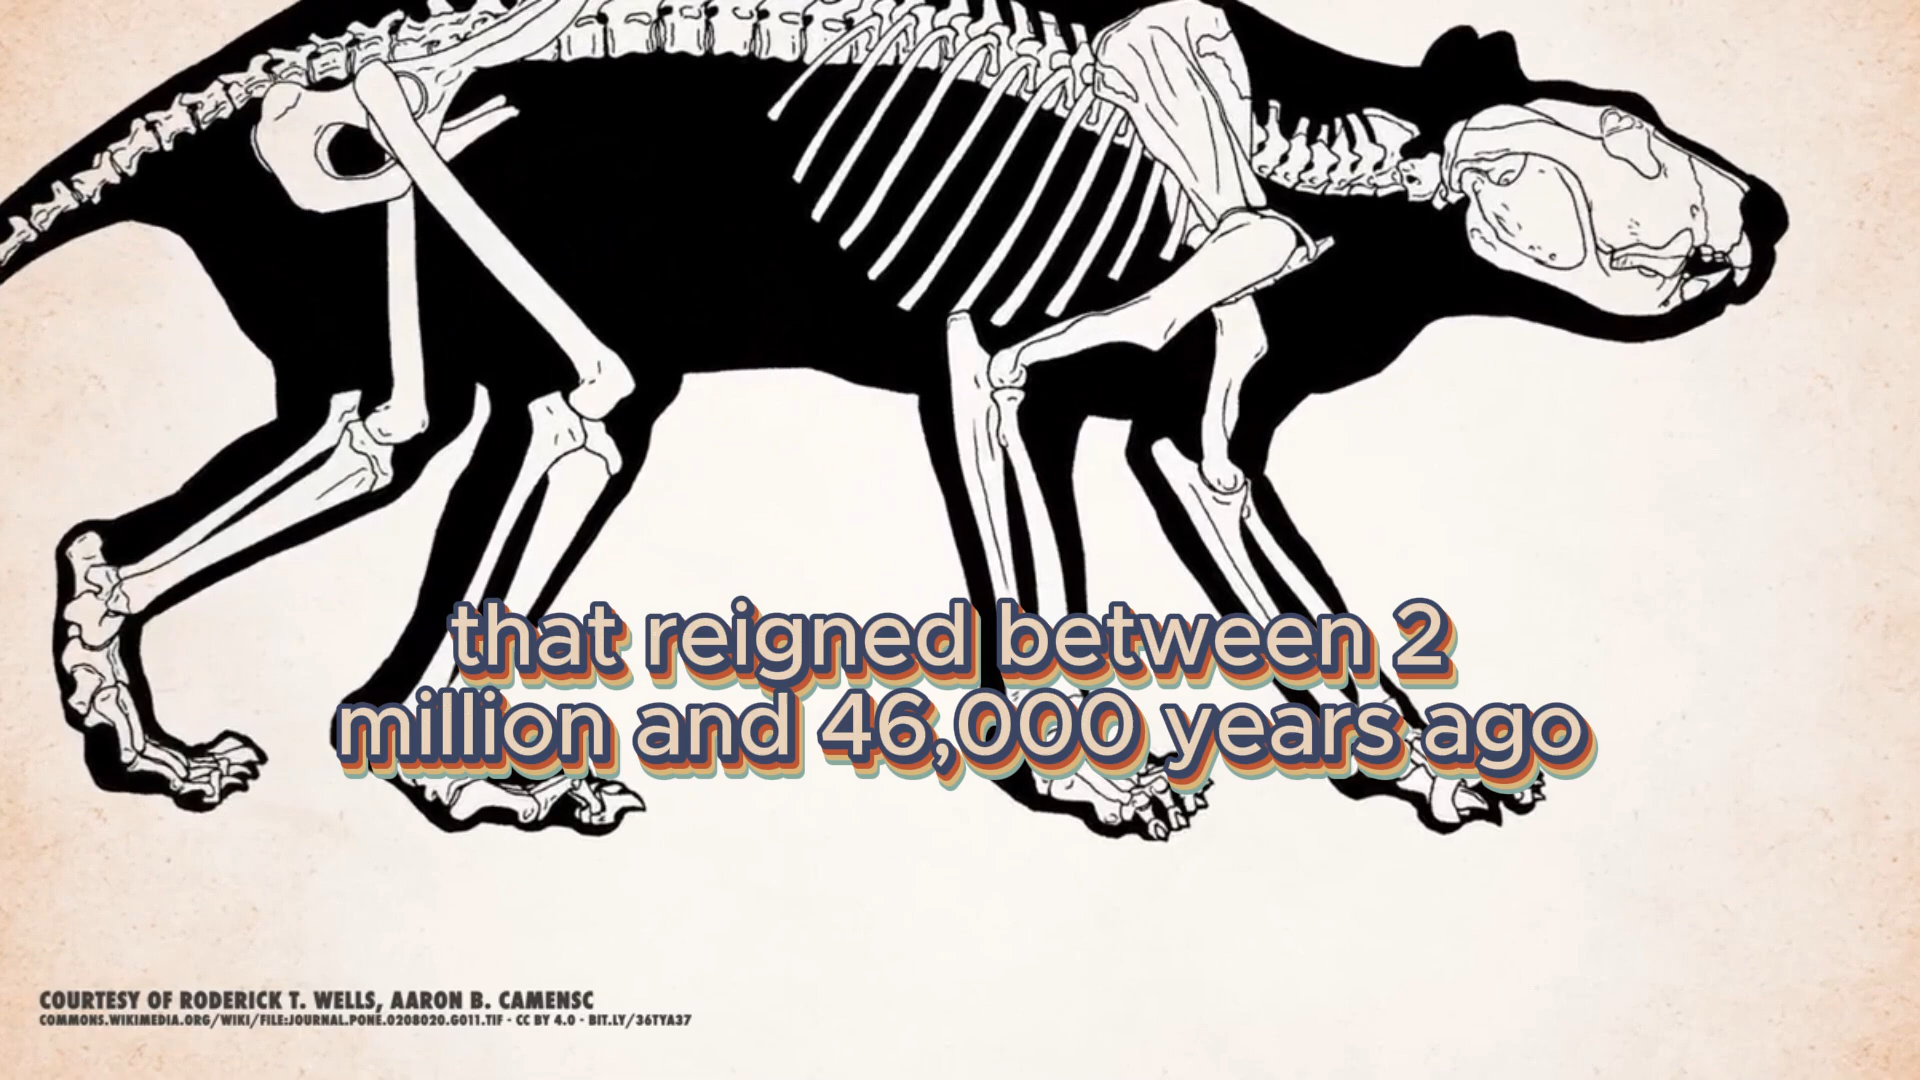 that reigned between 2
million and 46,000 years ago
COURTESY OF RODERICK T. WELLS, AARON B. CAMENSC
COMMONS.WIKIMEDIA.ORG/WIKI/FILE:JOURNAL.PONE.0208020.G011.TIF - CC BY 4.0 - BIT.LY/36TYA37